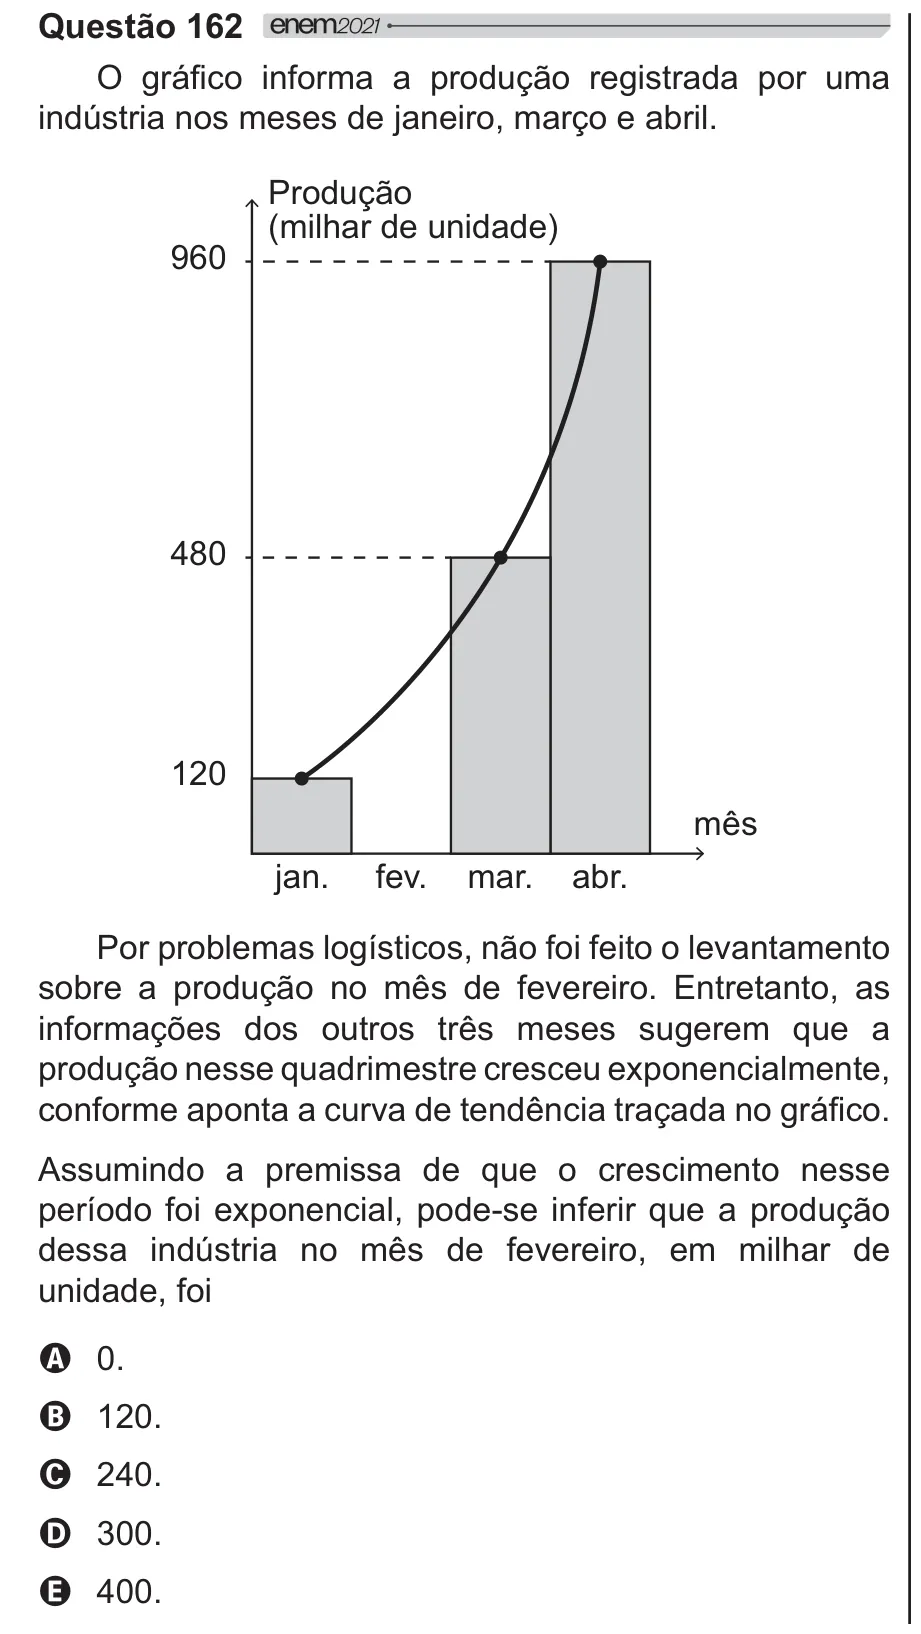 Questão 162 enem2021
O gráfico informa a produção registrada por uma
indústria nos meses de janeiro, março e abril.
Produção
(milhar de unidade)
960
480
120
mês
jan. fev. mar. abr.
Por problemas logísticos, não foi feito o levantamento
sobre a produção no mês de fevereiro. Entretanto, as
informações dos outros três meses sugerem que a
produção nesse quadrimestre cresceu exponencialmente,
conforme aponta a curva de tendência traçada no gráfico.
Assumindo a premissa de que o crescimento nesse
período foi exponencial, pode-se inferir que a produção
dessa indústria no mês de fevereiro, em milhar de
unidade, foi
A 0.
B 120.
C 240.
D 300.
E 400.